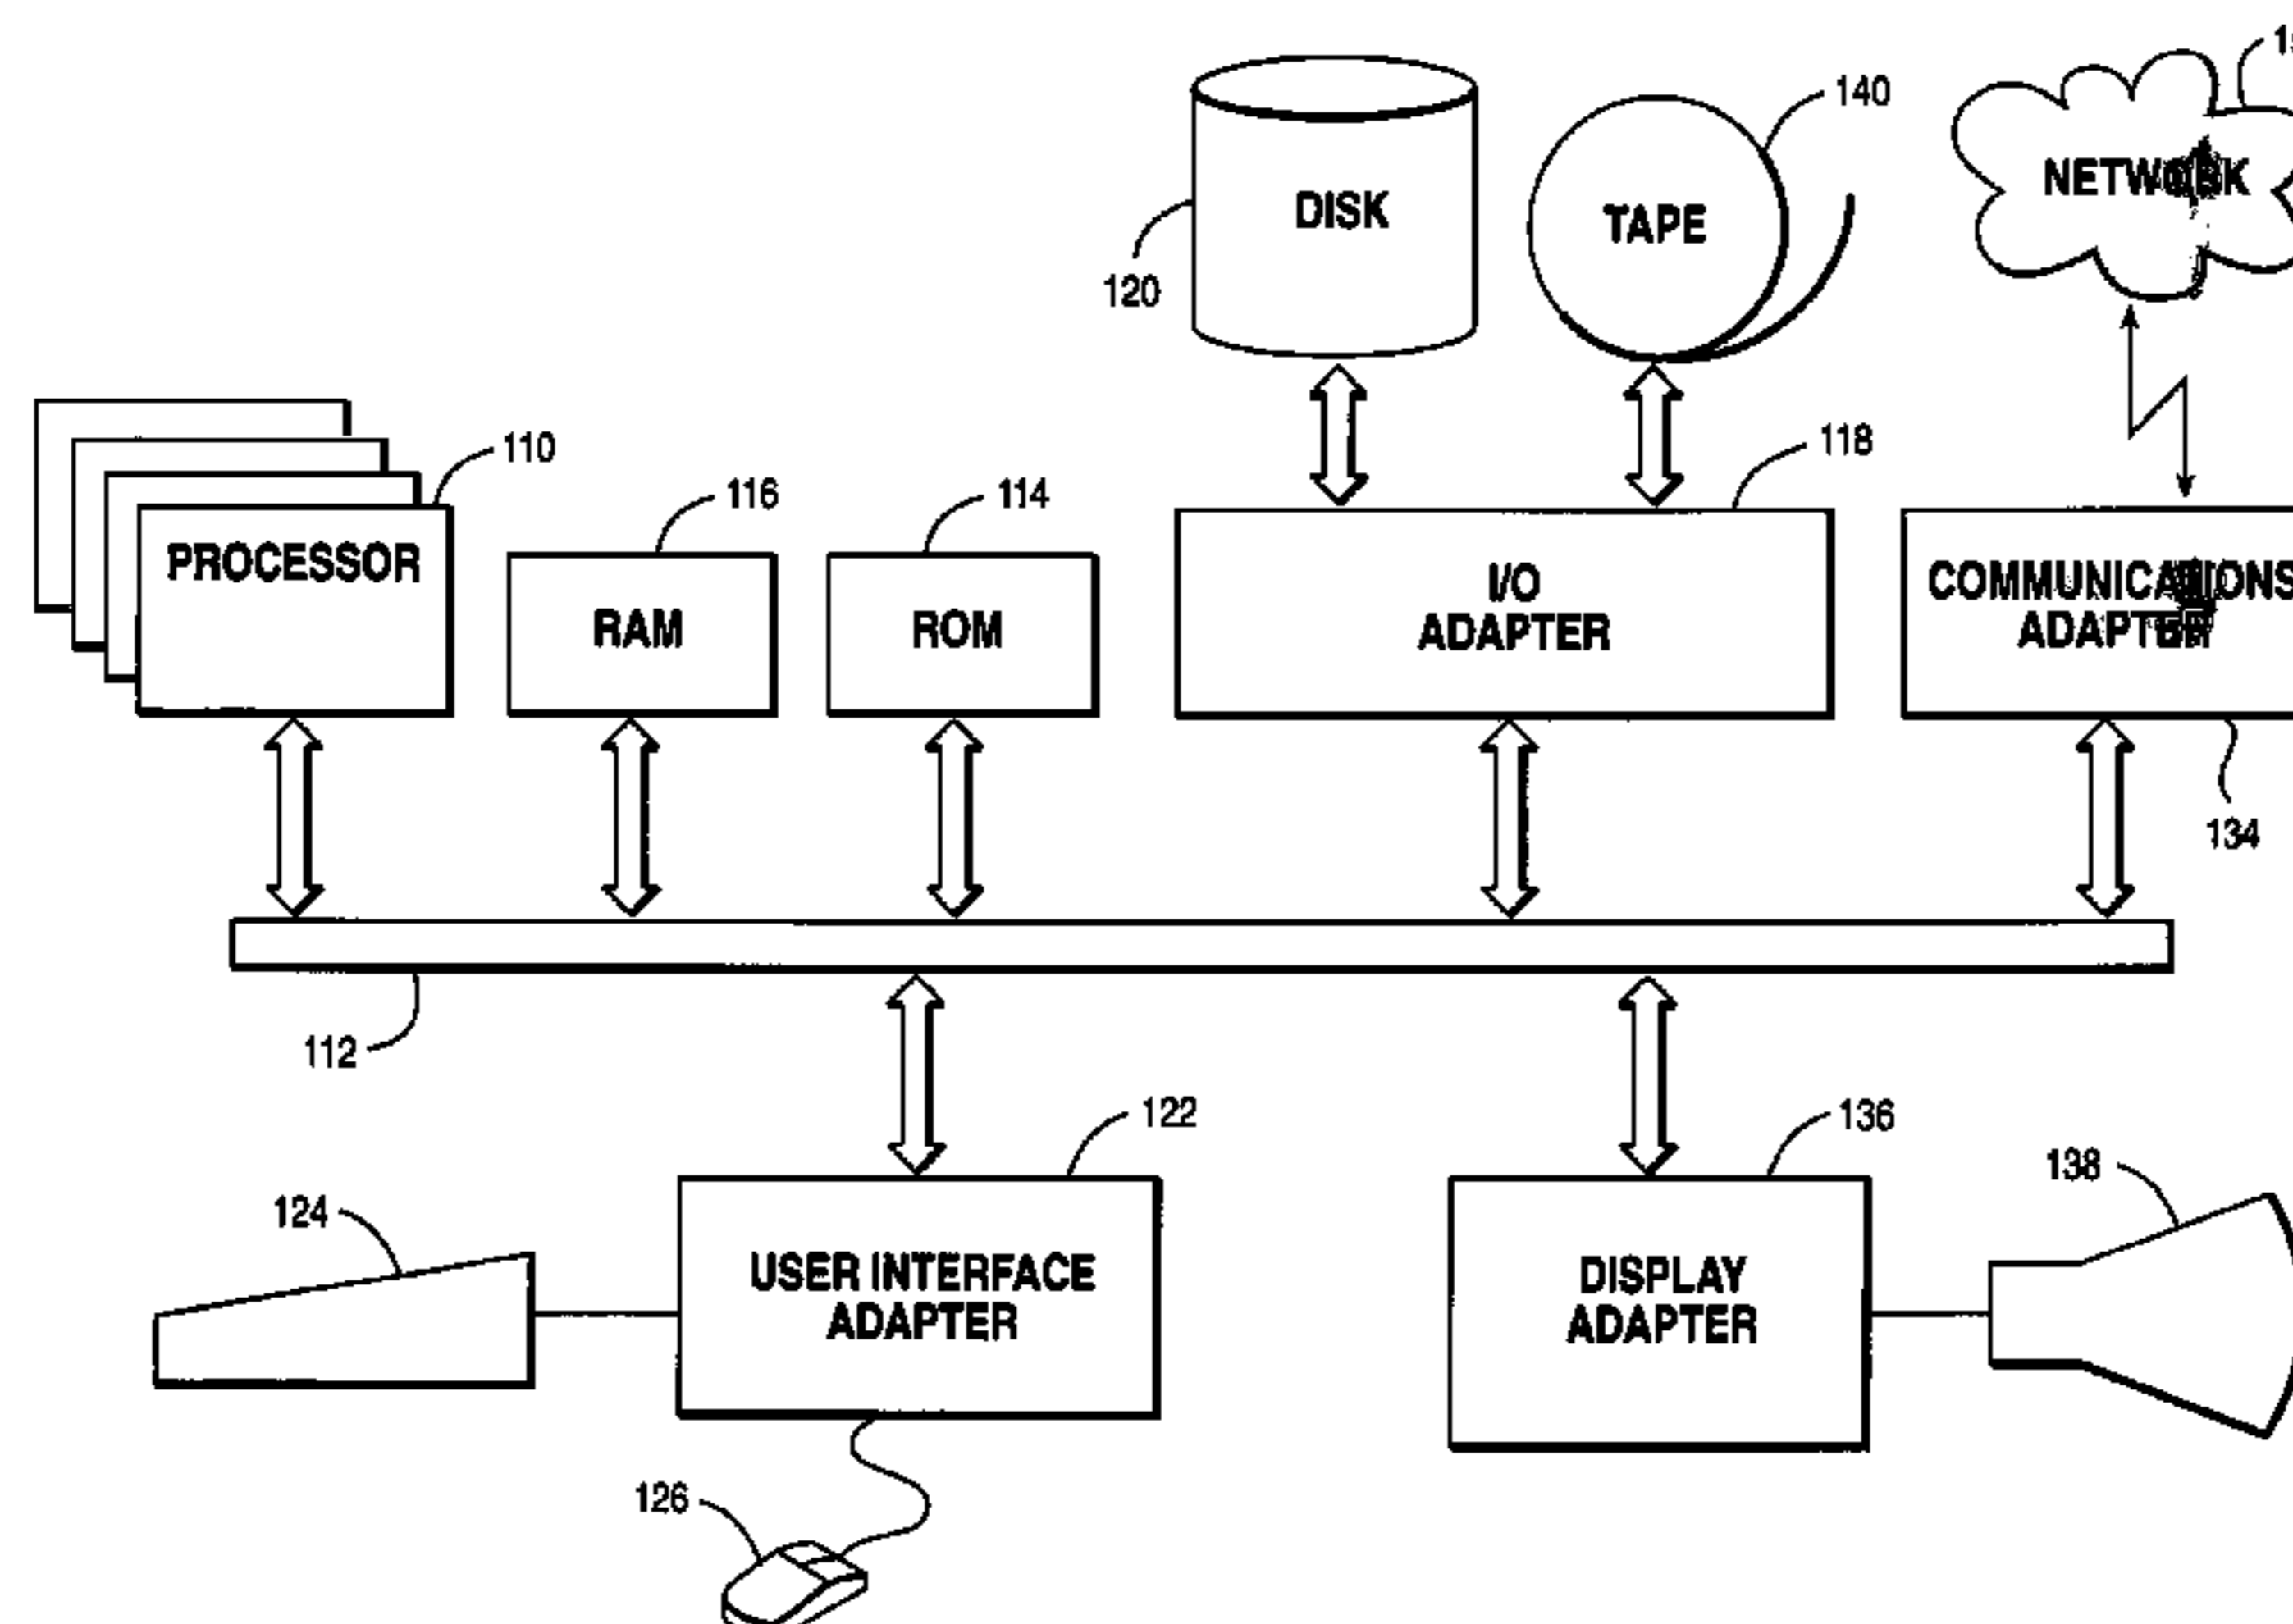 140
DISK
TAPE
NETWORK
120
110
118
116
114
PROCESSOR
RAM
ROM
I/O
ADAPTER
COMMUNICATIONS
ADAPTER
134
112
122
136
138
124
USER INTERFACE
ADAPTER
DISPLAY
ADAPTER
126